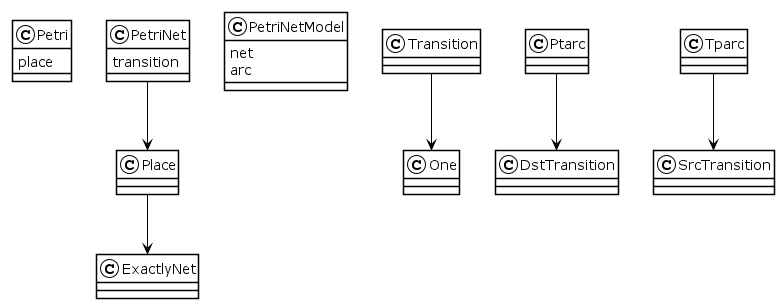 C Petri
place
C PetriNet
transition
C PetriNetModel
net
arc
C Transition
C Ptarc
C Tparc
C Place
C One
C DstTransition
C SrcTransition
C ExactlyNet